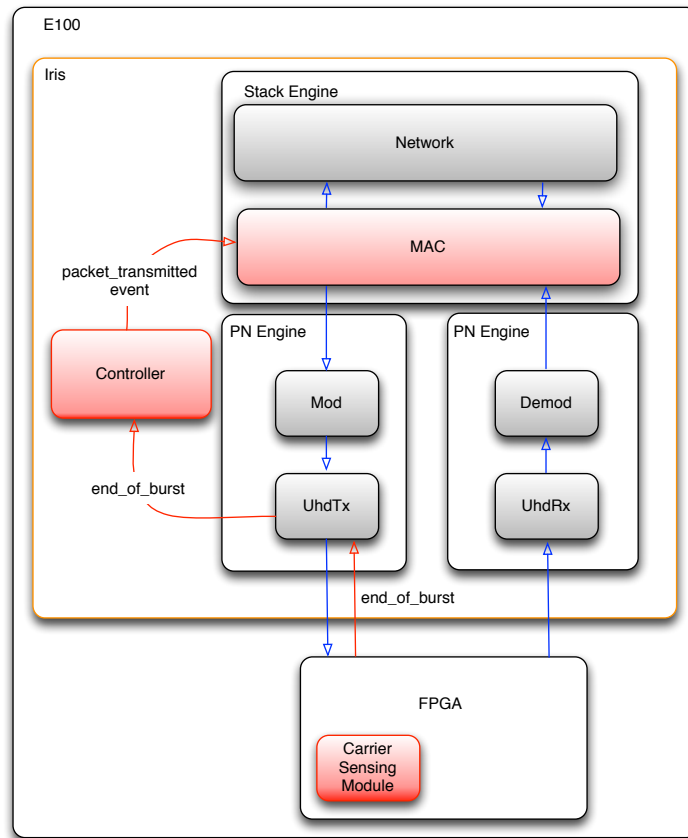 E100
Iris
Stack Engine
Network
MAC
packet_transmitted
event
PN Engine
PN Engine
Controller
Mod
Demod
end_of_burst
UhdTx
UhdRx
end_of_burst
FPGA
Carrier
Sensing
Module